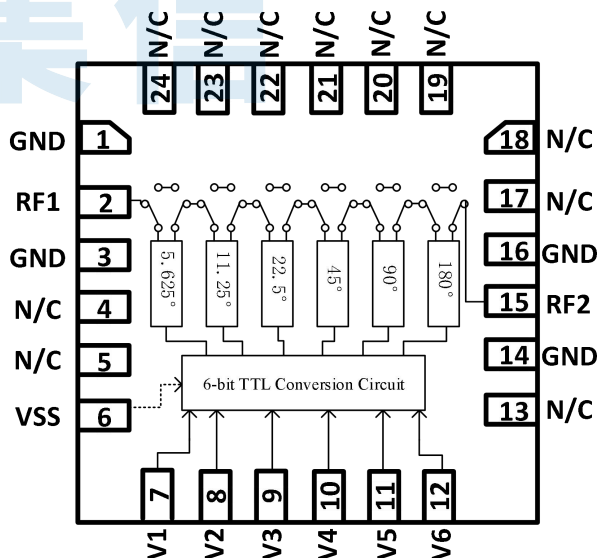 集信
N/C N/C N/C N/C N/C N/C
24 23 22 21 20 19
GND 1 18 N/C
RF1 2 17 N/C
GND 3 16 GND
N/C 4 15 RF2
N/C 5 14 GND
VSS 6 13 N/C
5.625° 11.25° 22.5° 45° 90° 180°
6-bit TTL Conversion Circuit
7 8 9 10 11 12
V1 V2 V3 V4 V5 V6